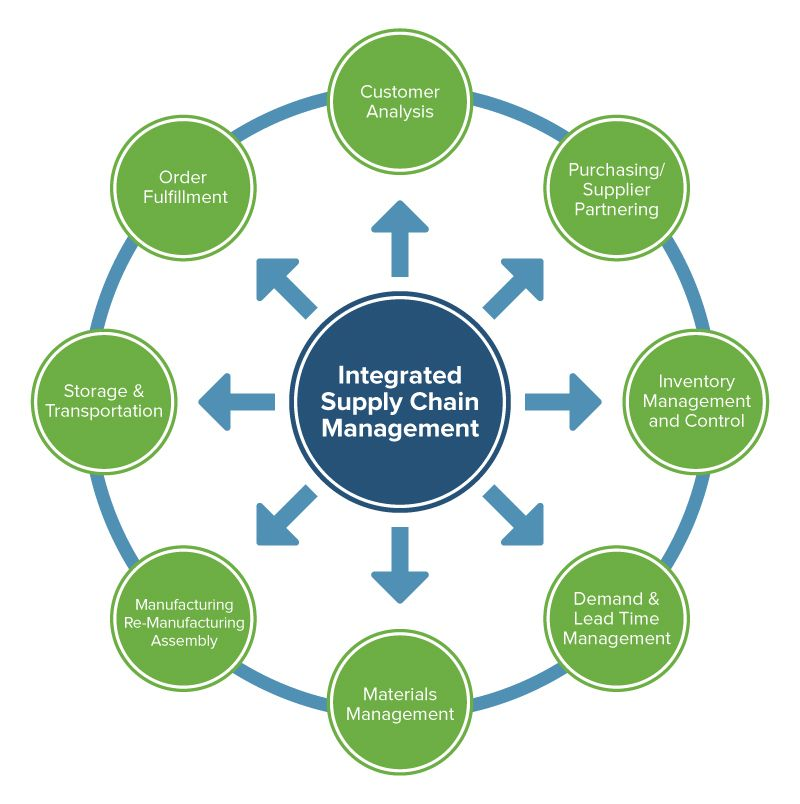 Customer
Analysis
Purchasing/
Supplier
Partnering
Inventory
Management
and Control
Demand &
Lead Time
Management
Materials
Management
Manufacturing
Re-Manufacturing
Assembly
Storage &
Transportation
Order
Fulfillment
Integrated
Supply Chain
Management